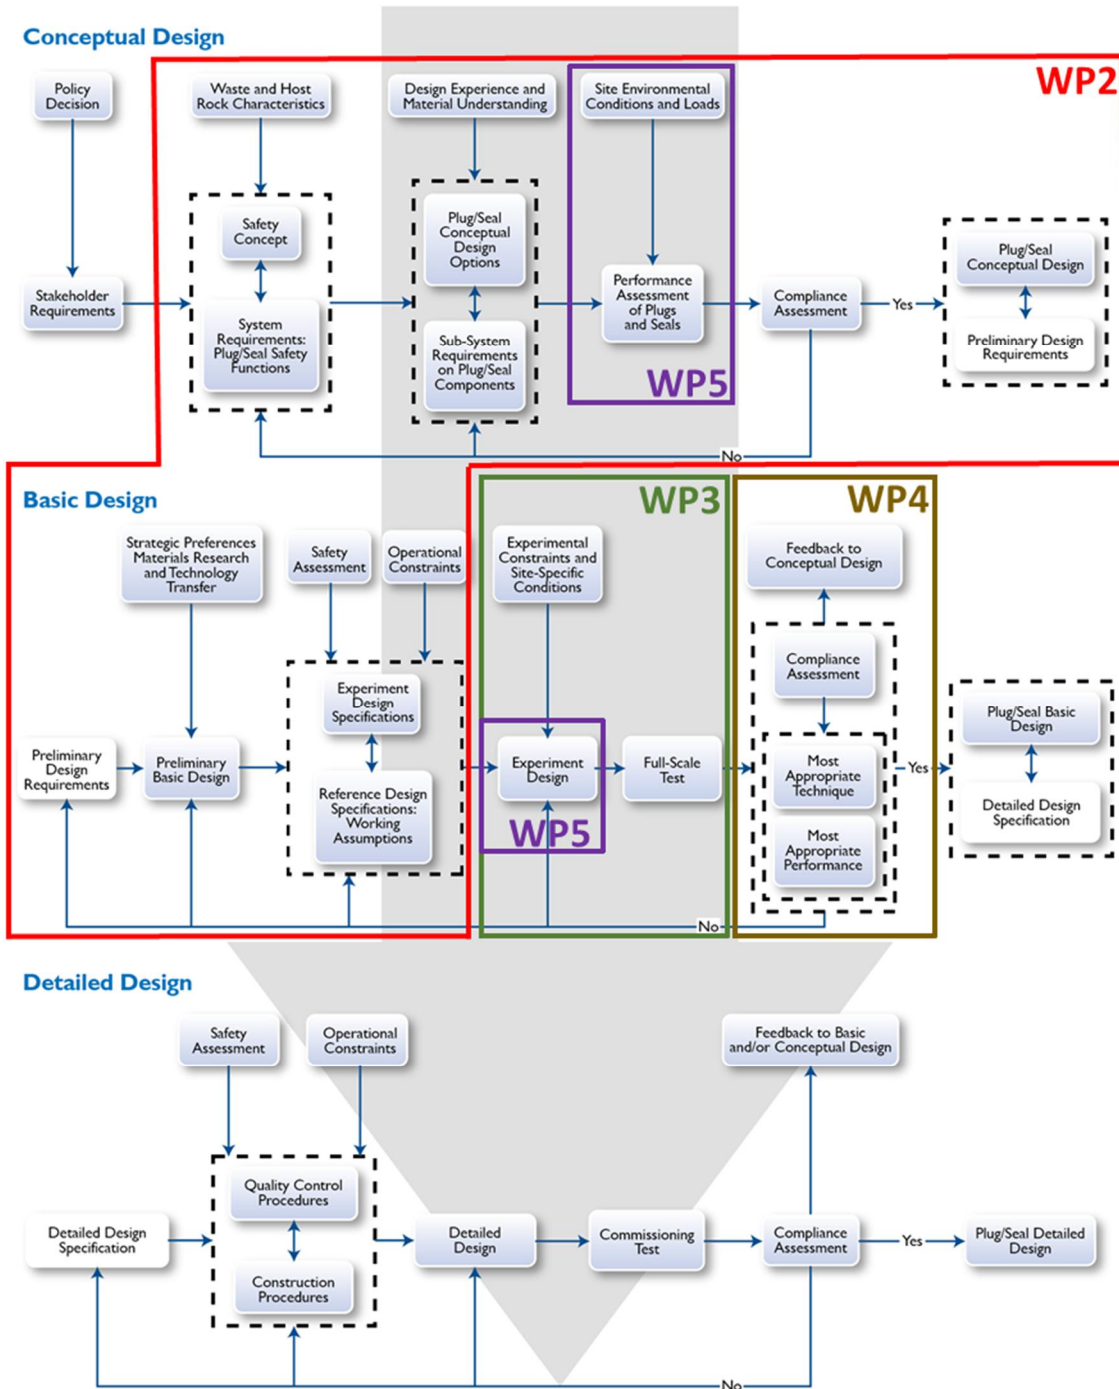 Conceptual Design
WP2
Policy
Decision
Waste and Host
Rock Characteristics
Design Experience and
Material Understanding
Site Environmental
Conditions and Loads
Safety
Concept
Plug/Seal
Conceptual
Design
Options
Plug/Seal
Conceptual Design
Stakeholder
Requirements
System
Requirements:
Plug/Seal Safety
Functions
Sub-System
Requirements
on Plug/Seal
Components
Performance
Assessment
of Plugs
and Seals
Compliance
Assessment
Yes
Preliminary Design
Requirements
WP5
No
Basic Design
WP3
WP4
Strategic Preferences
Materials Research
and Technology
Transfer
Safety
Assessment
Operational
Constraints
Experimental
Constraints and
Site-Specific
Conditions
Feedback to
Conceptual Design
Compliance
Assessment
Experiment
Design
Specifications
Plug/Seal Basic
Design
Preliminary
Design
Requirements
Preliminary
Basic Design
Experiment
Design
Full-Scale
Test
Most
Appropriate
Technique
Yes
Reference Design
Specifications:
Working
Assumptions
WP5
Most
Appropriate
Performance
Detailed Design
Specification
No
Detailed Design
Safety
Assessment
Operational
Constraints
Feedback to Basic
and/or Conceptual Design
Quality Control
Procedures
Detailed Design
Specification
Construction
Procedures
Detailed
Design
Commissioning
Test
Compliance
Assessment
Yes
Plug/Seal Detailed
Design
No